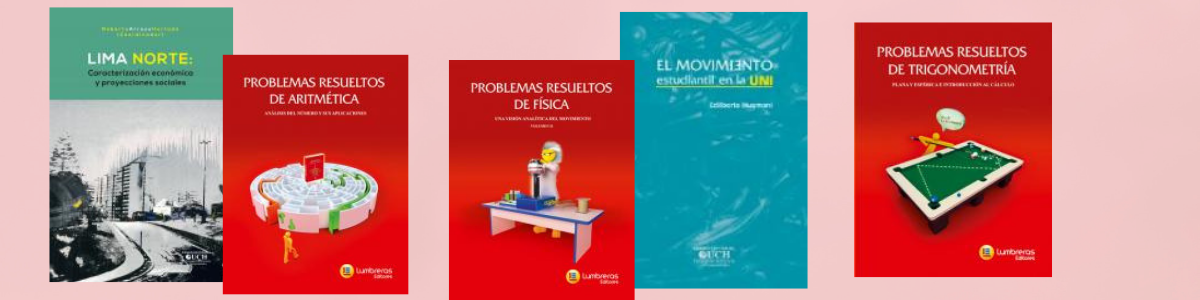 LIMA NORTE:
Caracterización económica
y proyecciones sociales
UCH
PROBLEMAS RESUELTOS
DE ARITMÉTICA
ANÁLISIS DEL NÚMERO Y SUS APLICACIONES
Lumbreras
Editores
PROBLEMAS RESUELTOS
DE FÍSICA
UNA VISIÓN ANALÍTICA DEL MOVIMIENTO
Lumbreras
Editores
EL MOVIMIENTO
estudiantil en la UNI
UCH
PROBLEMAS RESUELTOS
DE TRIGONOMETRÍA
PLANA Y ESFÉRICA E INTRODUCCIÓN AL CÁLCULO
Lumbreras
Editores